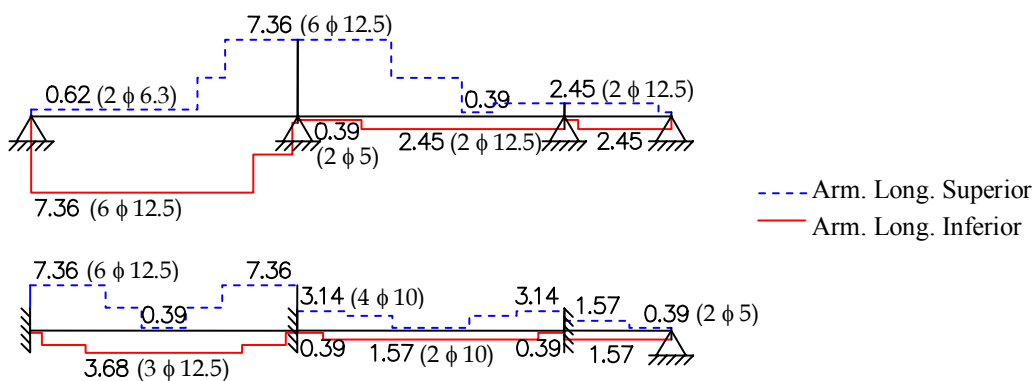 7.36 (6 ϕ 12.5)
0.62 (2 ϕ 6.3)
0.39
2.45 (2 ϕ 12.5)
0.39
(2 ϕ 5)
2.45 (2 ϕ 12.5)
2.45
7.36 (6 ϕ 12.5)
Arm. Long. Superior
Arm. Long. Inferior
7.36 (6 ϕ 12.5)
0.39
7.36
3.14 (4 ϕ 10)
3.14
1.57
0.39 (2 ϕ 5)
3.68 (3 ϕ 12.5)
0.39
1.57 (2 ϕ 10)
0.39
1.57